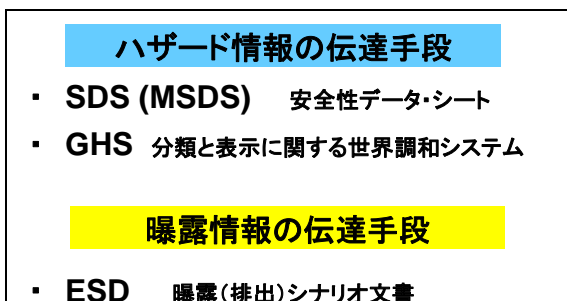 ハザード情報の伝達手段
▪ SDS (MSDS) 安全性データ・シート
▪ GHS 分類と表示に関する世界調和システム
曝露情報の伝達手段
▪ ESD 曝露(排出)シナリオ文書